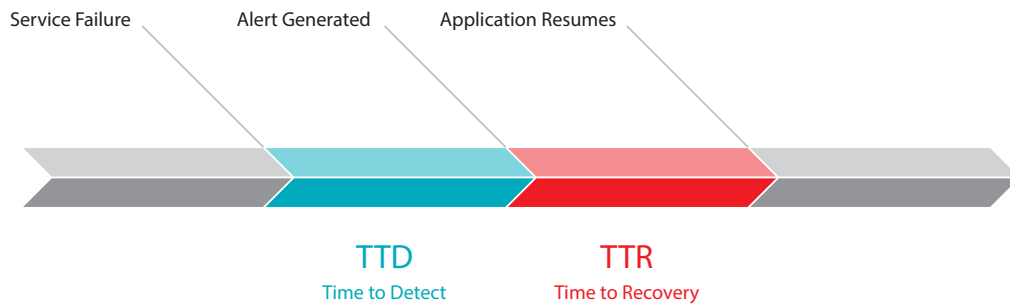 Service Failure
Alert Generated
Application Resumes
TTD
TTR
Time to Detect
Time to Recovery